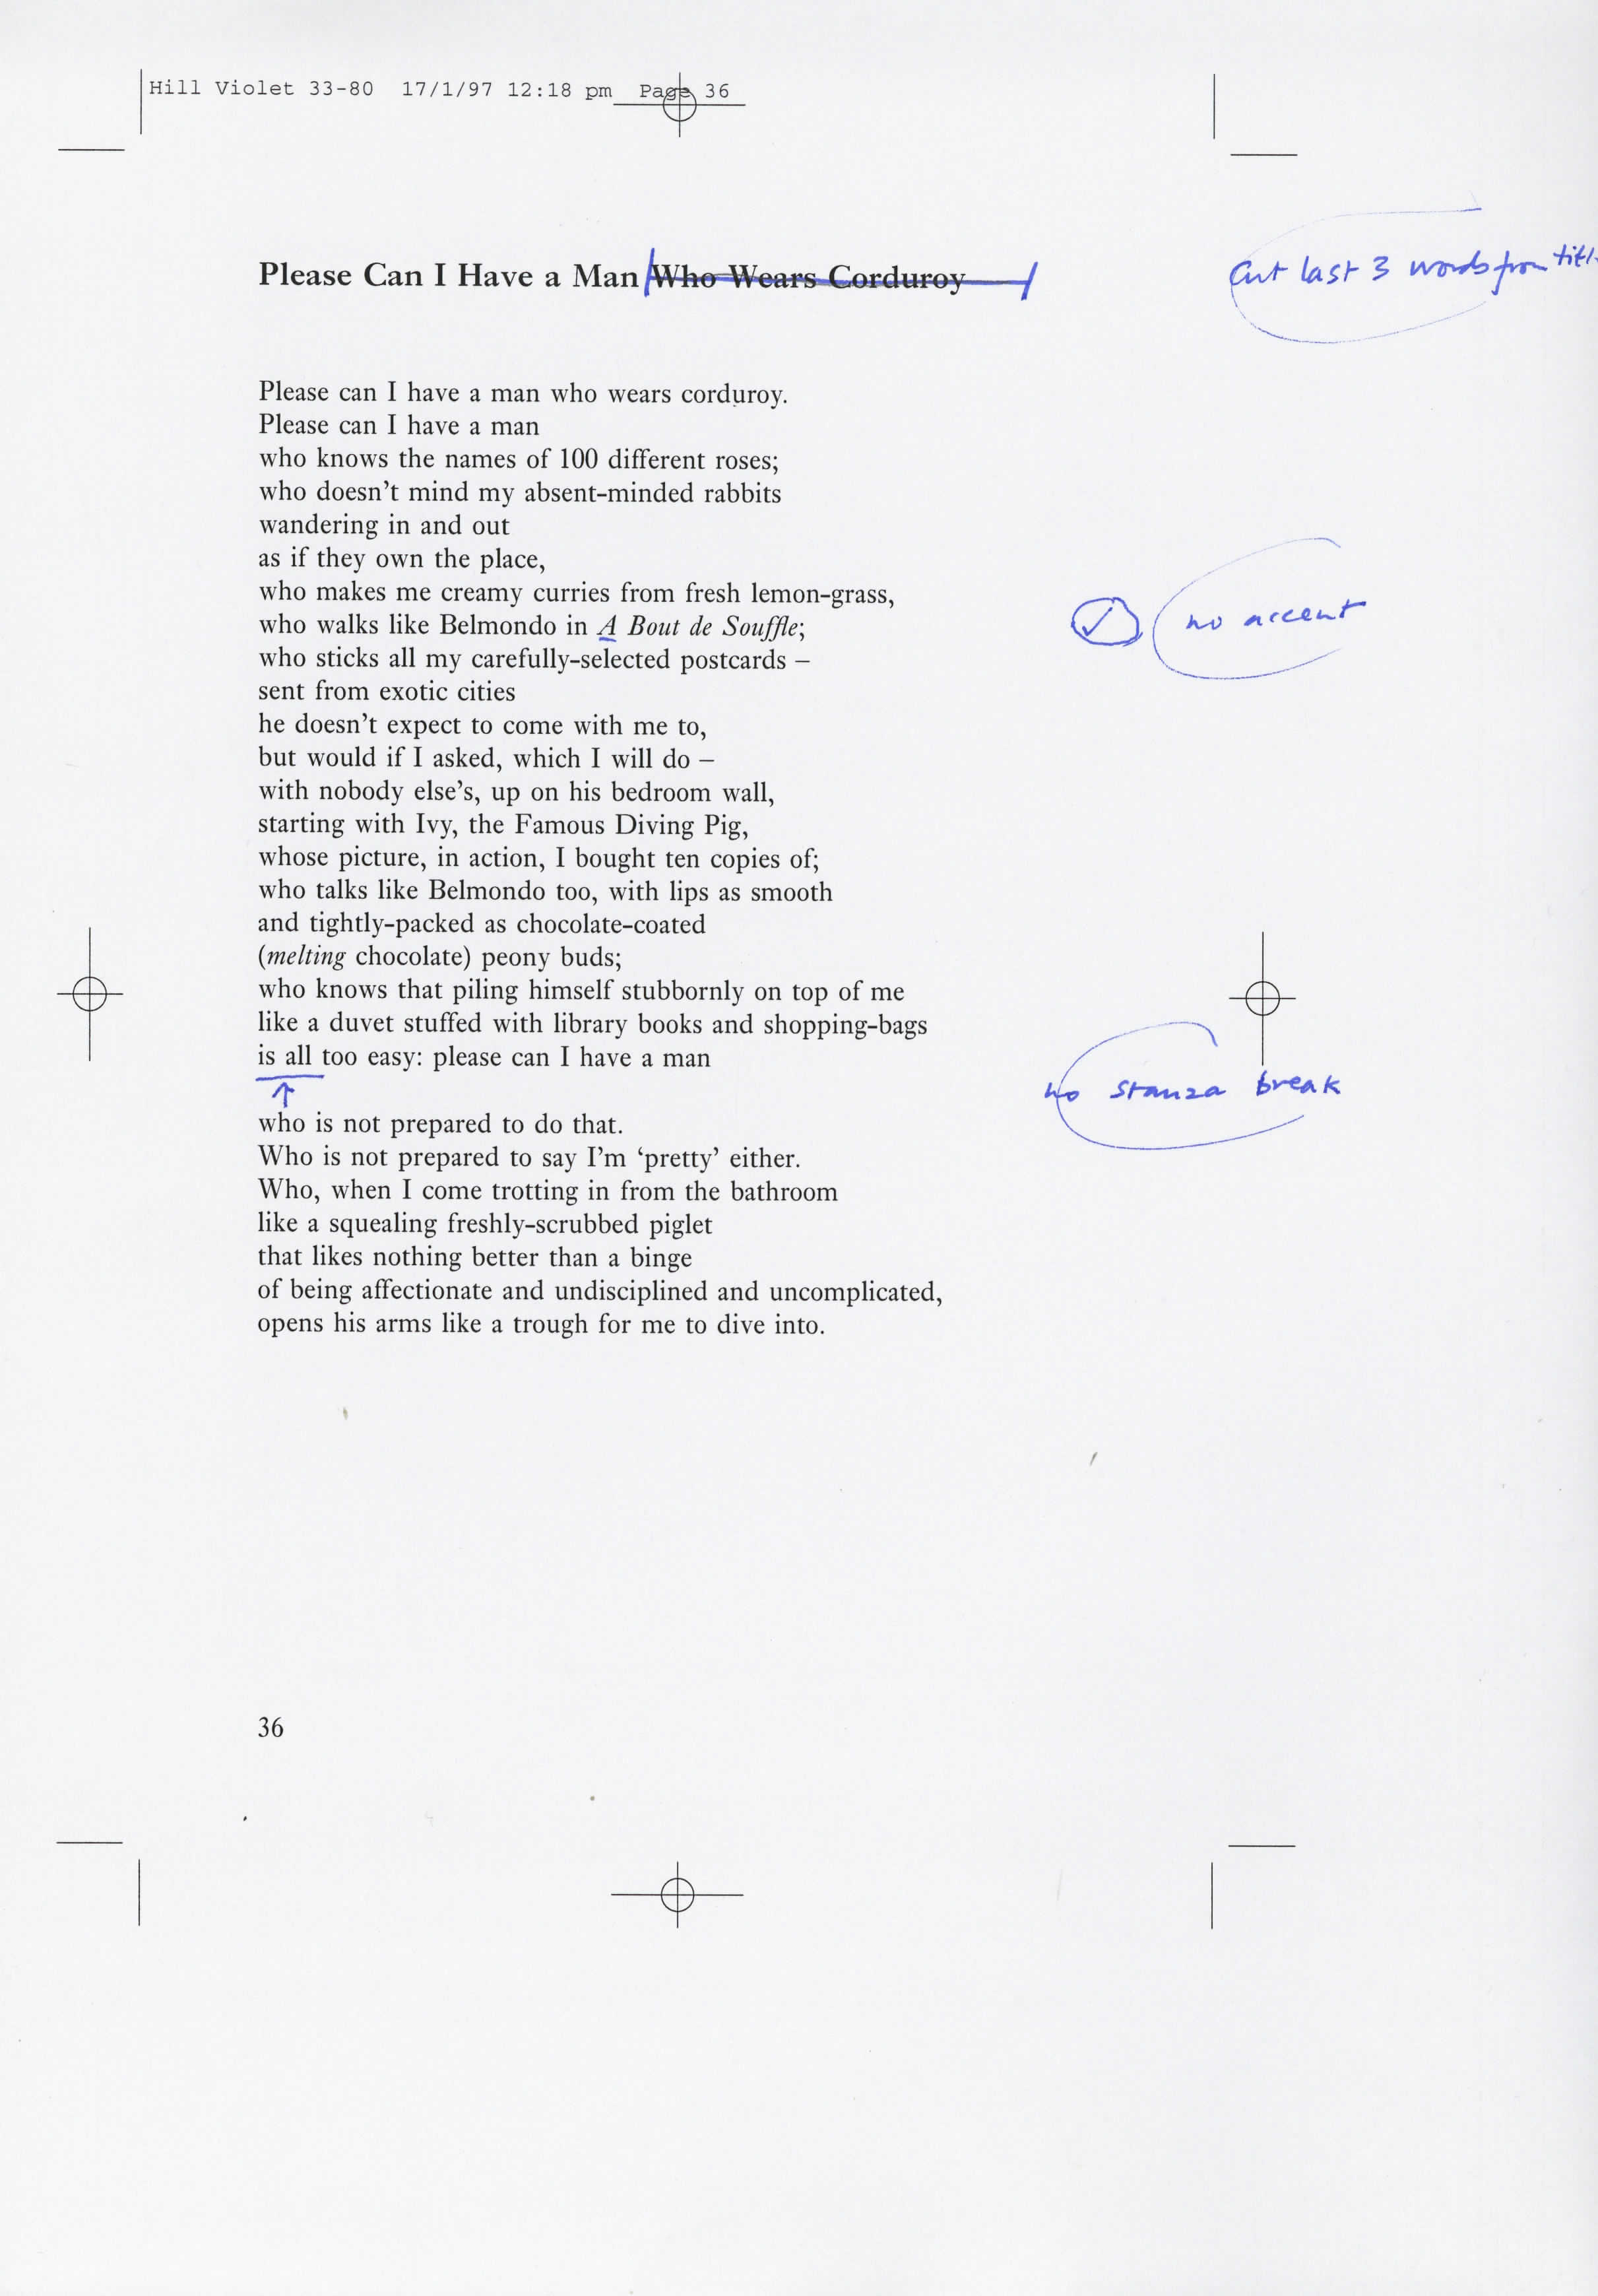 Hill Violet 33-80 17/1/97 12:18 pm Page 36
Please Can I Have a Man Who Wears Corduroy
Cut last 3 words from titl
Please can I have a man who wears corduroy.
Please can I have a man
who knows the names of 100 different roses;
who doesn't mind my absent-minded rabbits
wandering in and out
as if they own the place,
who makes me creamy curries from fresh lemon-grass,
who walks like Belmondo in A Bout de Souffle;
no accent
who sticks all my carefully-selected postcards –
sent from exotic cities
he doesn't expect to come with me to,
but would if I asked, which I will do –
with nobody else's, up on his bedroom wall,
starting with Ivy, the Famous Diving Pig,
whose picture, in action, I bought ten copies of;
who talks like Belmondo too, with lips as smooth
and tightly-packed as chocolate-coated
(melting chocolate) peony buds;
who knows that piling himself stubbornly on top of me
like a duvet stuffed with library books and shopping-bags
is all too easy: please can I have a man
no stanza break
who is not prepared to do that.
Who is not prepared to say I'm 'pretty' either.
Who, when I come trotting in from the bathroom
like a squealing freshly-scrubbed piglet
that likes nothing better than a binge
of being affectionate and undisciplined and uncomplicated,
opens his arms like a trough for me to dive into.
36